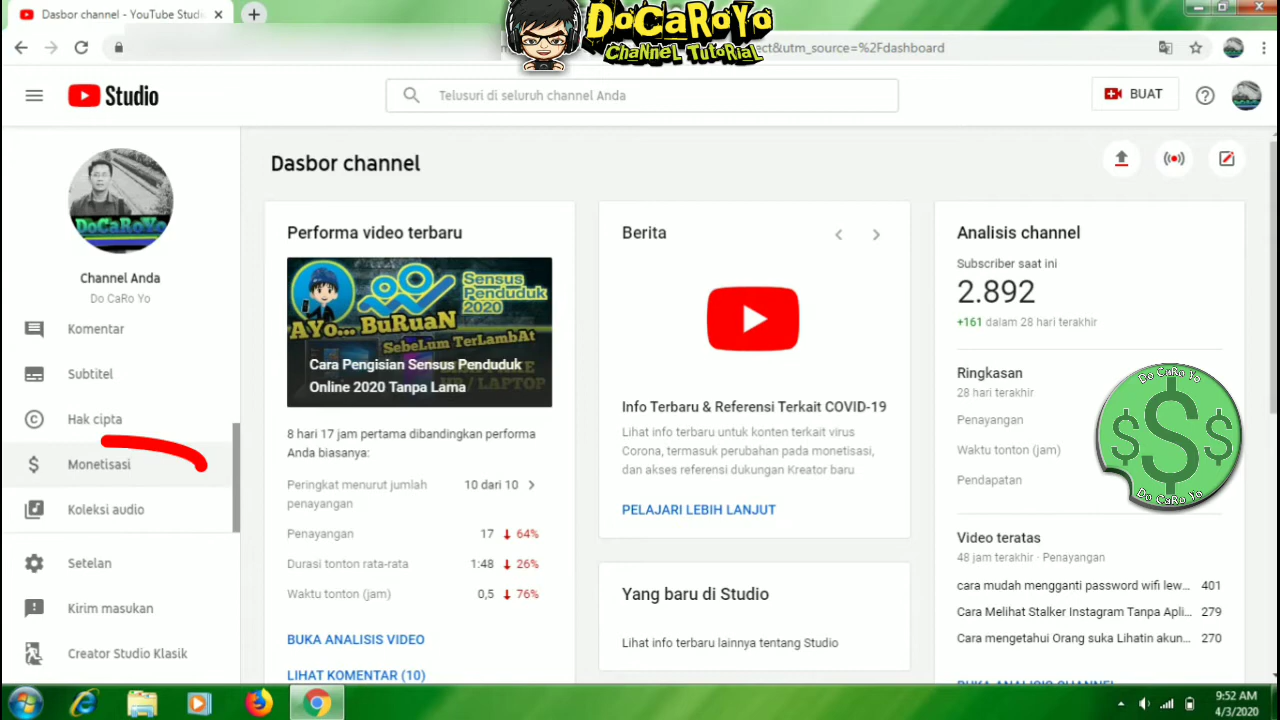 Dasbor channel - YouTube Stud
DoCaRoYo
ChanneL TuToRiaL
ect&utm_source=%2Fdashboard
Studio
Telusuri di seluruh channel Anda
BUAT
Dasbor channel
DoCaRoYo
Channel Anda
Do CaRo Yo
Komentar
Subtitel
Hak cipta
Monetisasi
Koleksi audio
Setelan
Kirim masukan
Creator Studio Klasik
Performa video terbaru
Sensus
Penduduk
2020
AYo... BuRuaN
SebeLum TerLambAt
HP / LAPTOP
Cara Pengisian Sensus Penduduk
Online 2020 Tanpa Lama
8 hari 17 jam pertama dibandingkan performa
Anda biasanya:
Peringkat menurut jumlah
penayangan
10 dari 10
Penayangan 17 64%
Durasi tonton rata-rata 1:48 26%
Waktu tonton (jam) 0,5 76%
BUKA ANALISIS VIDEO
LIHAT KOMENTAR (10)
Berita
Info Terbaru & Referensi Terkait COVID-19
Lihat info terbaru untuk konten terkait virus
Corona, termasuk perubahan pada monetisasi,
dan akses referensi dukungan Kreator baru
PELAJARI LEBIH LANJUT
Yang baru di Studio
Lihat info terbaru lainnya tentang Studio
Analisis channel
Subscriber saat ini
2.892
+161 dalam 28 hari terakhir
Ringkasan
28 hari terakhir
Penayangan
Waktu tonton (jam)
Pendapatan
Do CaRo Yo
$ $ $
Do CaRo Yo
Video teratas
48 jam terakhir · Penayangan
cara mudah mengganti password wifi lew... 401
Cara Melihat Stalker Instagram Tanpa Apli... 279
Cara mengetahui Orang suka Lihatin akun... 270
BUKA ANALISIS CHANNEL
9:52 AM
4/3/2020